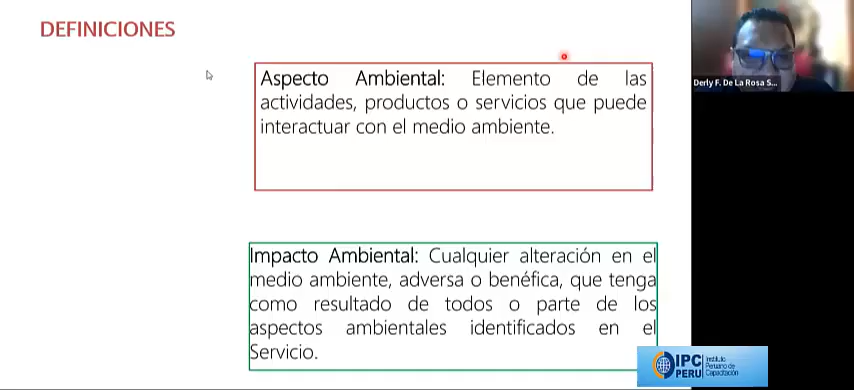 DEFINICIONES
Aspecto Ambiental: Elemento de las
actividades, productos o servicios que puede
interactuar con el medio ambiente.
Derly F. De La Rosa S...
Impacto Ambiental: Cualquier alteración en el
medio ambiente, adversa o benéfica, que tenga
como resultado de todos o parte de los
aspectos ambientales identificados en el
Servicio.
IPC
PERU
Instituto
Peruano de
Capacitación